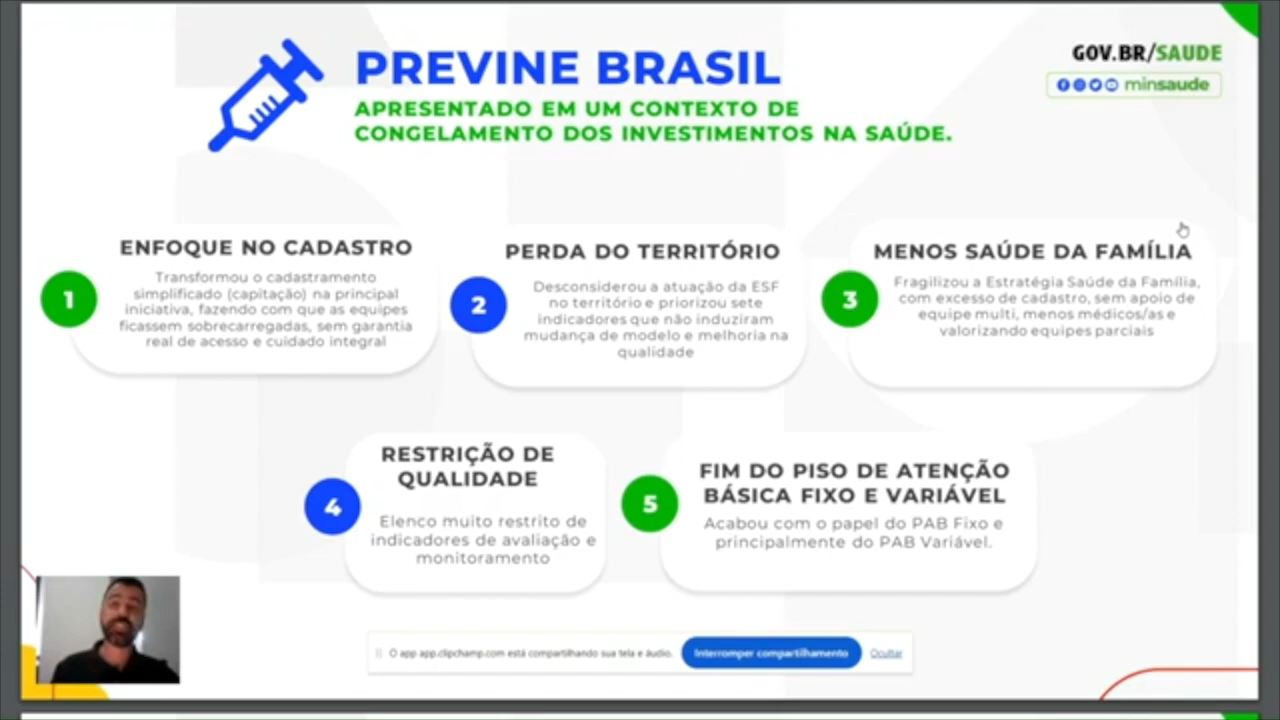 PREVINE BRASIL
APRESENTADO EM UM CONTEXTO DE
CONGELAMENTO DOS INVESTIMENTOS NA SAÚDE.
GOV.BR/SAUDE
minsaude
1
ENFOQUE NO CADASTRO
Transformou o cadastramento
simplificado (capitação) na principal
iniciativa, fazendo com que as equipes
ficassem sobrecarregadas, sem garantia
real de acesso e cuidado integral
2
PERDA DO TERRITÓRIO
Desconsiderou a atuação da ESF
no território e priorizou sete
indicadores que não induziram
mudança de modelo e melhoria na
qualidade
3
MENOS SAÚDE DA FAMÍLIA
Fragilizou a Estratégia Saúde da Família,
com excesso de cadastro, sem apoio de
equipe multi, menos médicos/as e
valorizando equipes parciais
4
RESTRIÇÃO DE
QUALIDADE
Elenco muito restrito de
indicadores de avaliação e
monitoramento
5
FIM DO PISO DE ATENÇÃO
BÁSICA FIXO E VARIÁVEL
Acabou com o papel do PAB Fixo e
principalmente do PAB Variável.
O app app.clipchamp.com está compartilhando sua tela e áudio. Interromper compartilhamento Ocultar